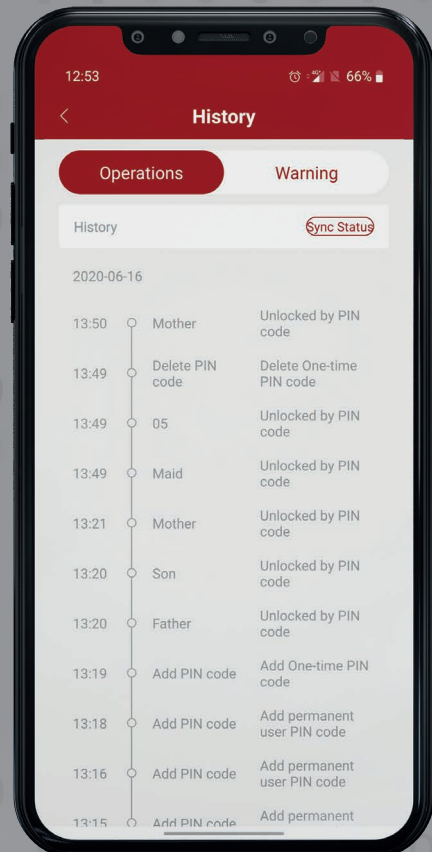 12:53
4G+
66%
History
Operations
Warning
History
Sync Status
2020-06-16
13:50 Mother Unlocked by PIN
code
13:49 Delete PIN Delete One-time
code PIN code
13:49 05 Unlocked by PIN
code
13:49 Maid Unlocked by PIN
code
13:21 Mother Unlocked by PIN
code
13:20 Son Unlocked by PIN
code
13:20 Father Unlocked by PIN
code
13:19 Add PIN code Add One-time PIN
code
13:18 Add PIN code Add permanent
user PIN code
13:16 Add PIN code Add permanent
user PIN code
13:15 Add PIN code Add permanent